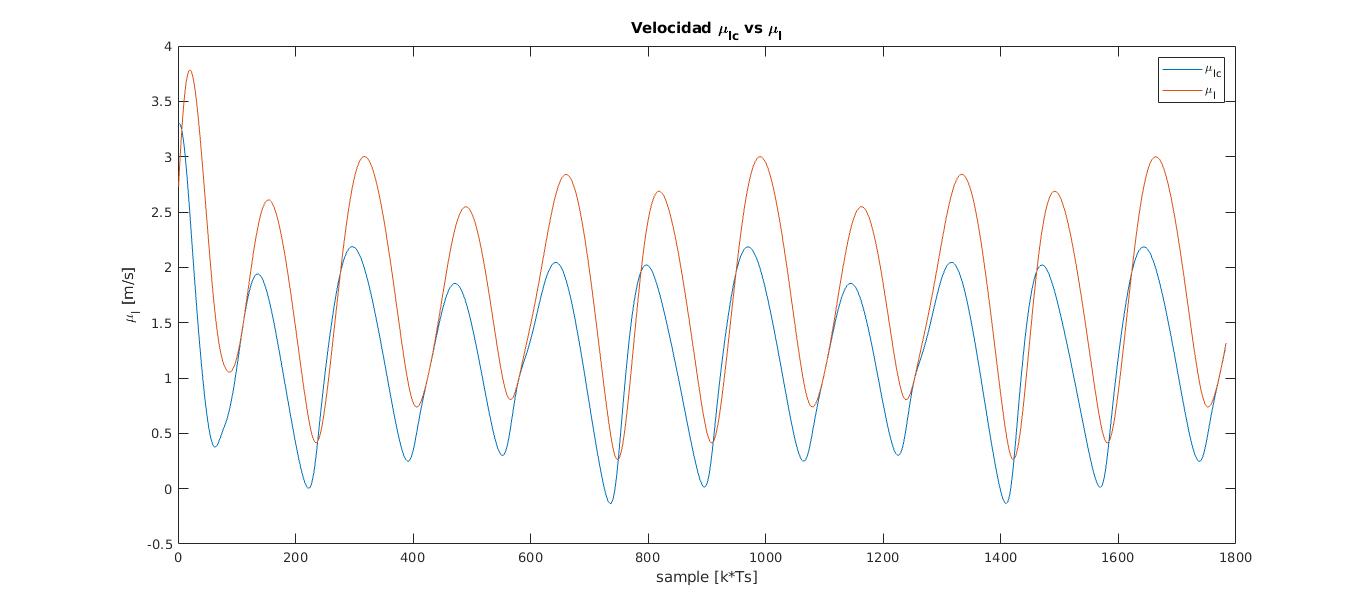 Velocidad μlc vs μl
4
3.5
3
2.5
2
1.5
1
0.5
0
-0.5
μl [m/s]
μlc
μl
0 200 400 600 800 1000 1200 1400 1600 1800
sample [k*Ts]